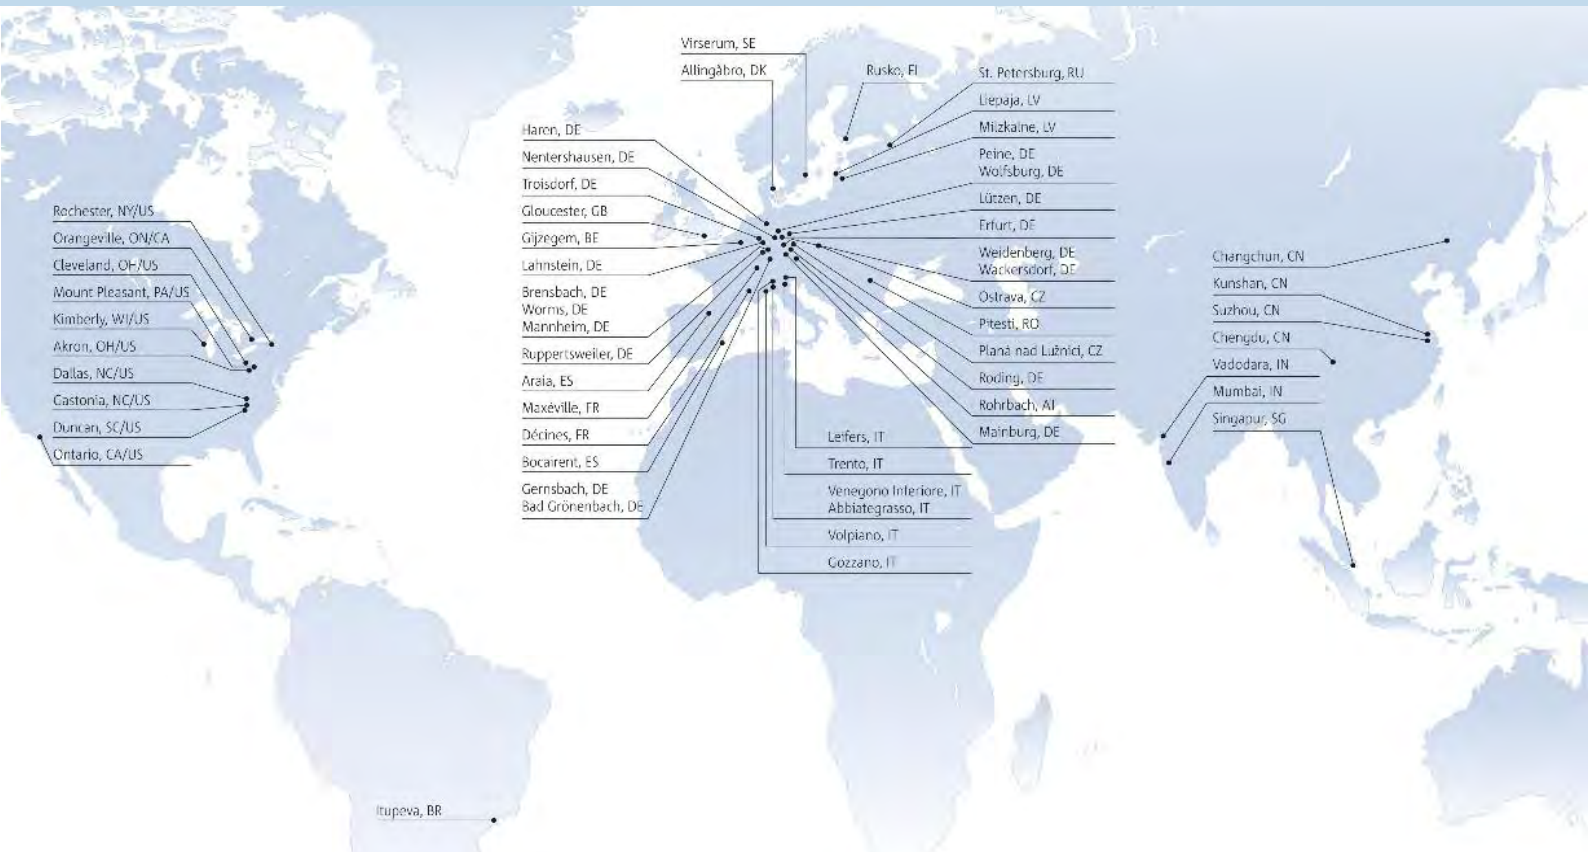 Virserum, SE
Allingåbro, DK
Rusko, FI
St. Petersburg, RU
Liepaja, LV
Milzkalne, LV
Peine, DE
Wolfsburg, DE
Lützen, DE
Erfurt, DE
Weidenberg, DE
Wackersdorf, DE
Ostrava, CZ
Pitesti, RO
Planá nad Lužnicí, CZ
Roding, DE
Rohrbach, AT
Mainburg, DE
Haren, DE
Nentershausen, DE
Troisdorf, DE
Gloucester, GB
Gijzegem, BE
Lahnstein, DE
Brensbach, DE
Worms, DE
Mannheim, DE
Ruppertsweiler, DE
Araia, ES
Maxéville, FR
Décines, FR
Bocairent, ES
Gernsbach, DE
Bad Grönenbach, DE
Leifers, IT
Trento, IT
Venegono Inferiore, IT
Abbiategrasso, IT
Volpiano, IT
Gozzano, IT
Rochester, NY/US
Orangeville, ON/CA
Cleveland, OH/US
Mount Pleasant, PA/US
Kimberly, WI/US
Akron, OH/US
Dallas, NC/US
Gastonia, NC/US
Duncan, SC/US
Ontario, CA/US
Changchun, CN
Kunshan, CN
Suzhou, CN
Chengdu, CN
Vadodara, IN
Mumbai, IN
Singapur, SG
Itupeva, BR